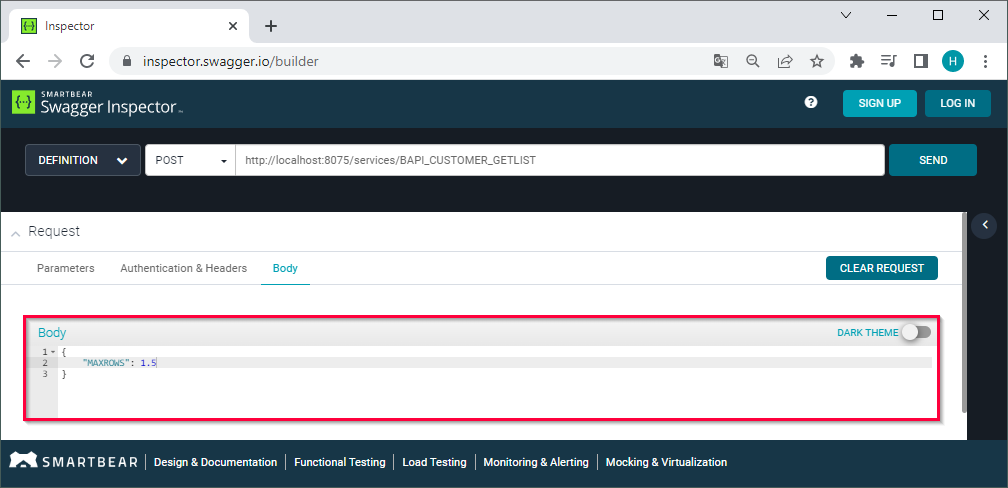 Inspector
inspector.swagger.io/builder
H
SMARTBEAR
{···} Swagger Inspector™
?
SIGN UP
LOG IN
DEFINITION
POST
http://localhost:8075/services/BAPI_CUSTOMER_GETLIST
SEND
Request
Parameters
Authentication & Headers
Body
CLEAR REQUEST
Body
DARK THEME
1 {
2 "MAXROWS": 1.5
3 }
SMARTBEAR
Design & Documentation
Functional Testing
Load Testing
Monitoring & Alerting
Mocking & Virtualization